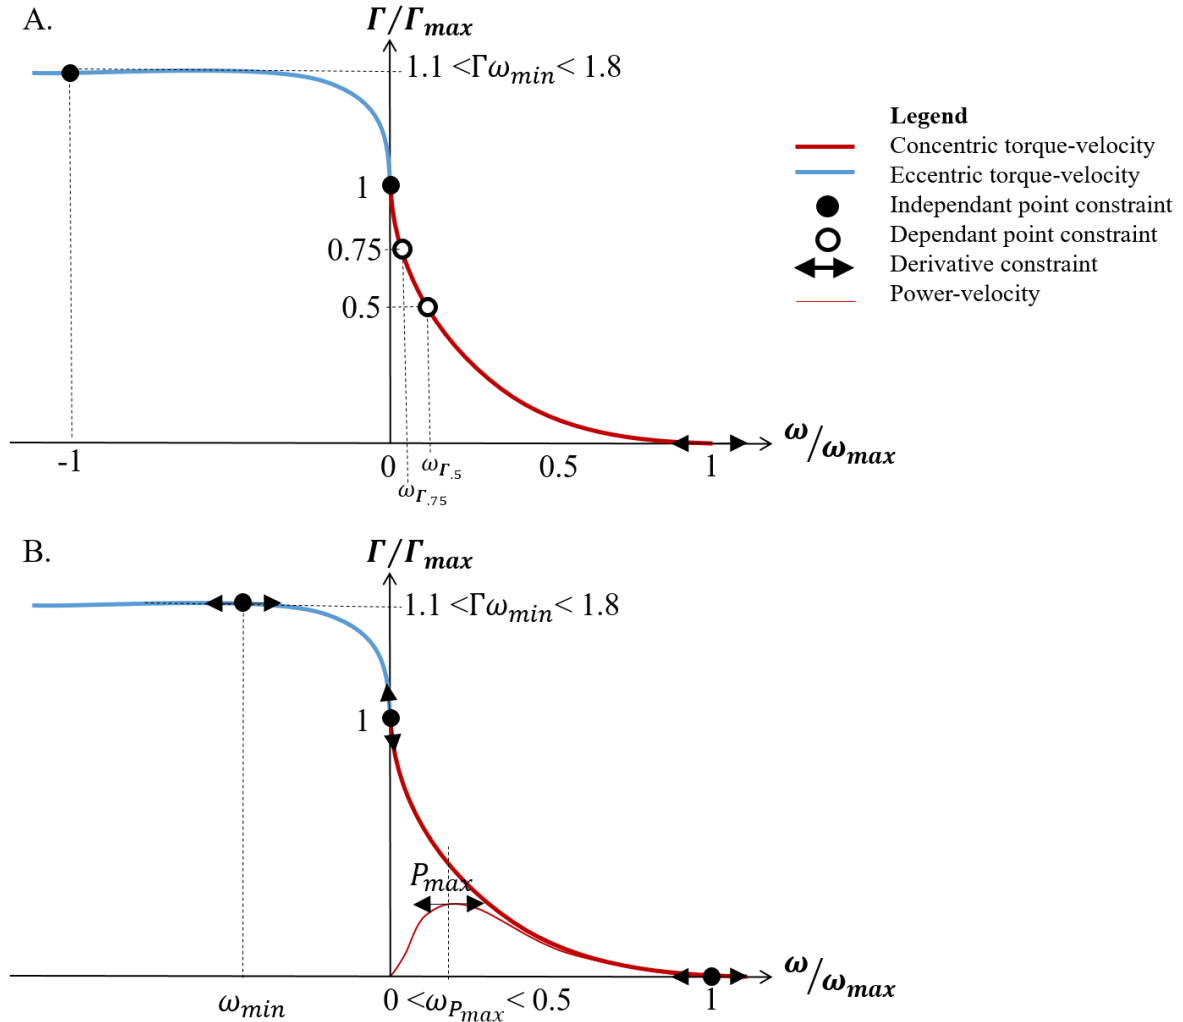 A.
Γ/Γmax
1.1 <Γωmin< 1.8
Legend
Concentric torque-velocity
Eccentric torque-velocity
1
Independant point constraint
0.75
Dependant point constraint
Derivative constraint
0.5
Power-velocity
ω/ωmax
-1
0
ωΓ.5
0.5
1
ωΓ.75
B.
Γ/Γmax
1.1 <Γωmin< 1.8
1
Pmax
ω/ωmax
ωmin
0 <ωPmax < 0.5
1